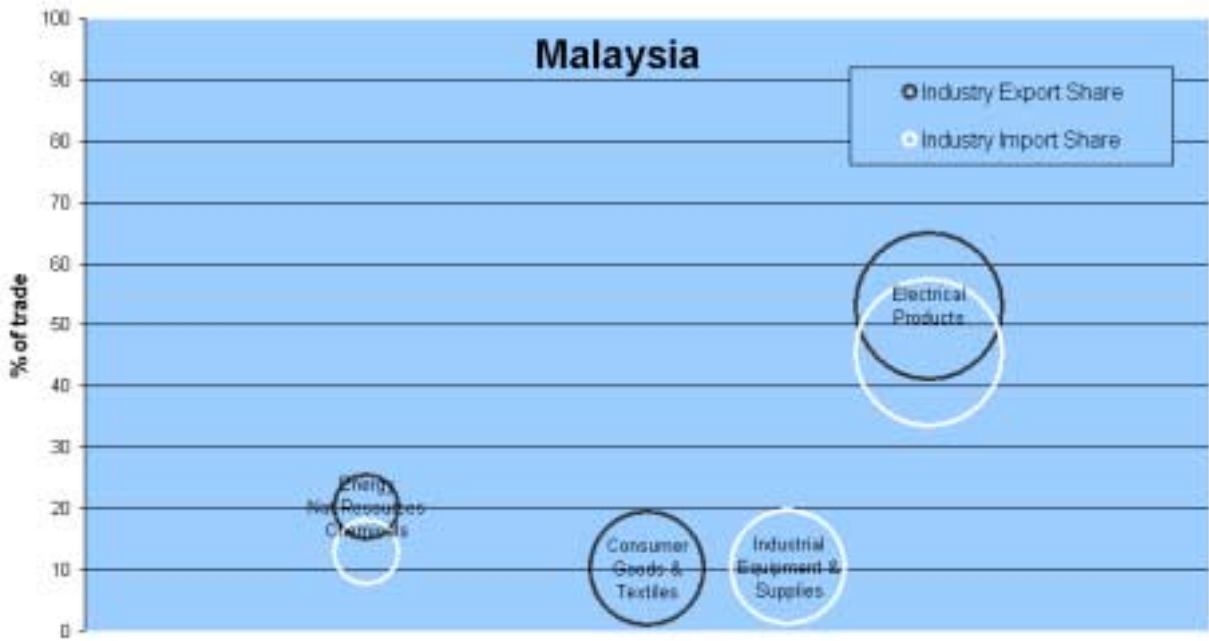 Malaysia
Industry Export Share
Industry Import Share
% of trade
100
90
80
70
60
50
40
30
20
10
0
Energy
Nat Resources
Chemicals
Consumer
Goods &
Textiles
Industrial
Equipment &
Supplies
Electrical
Products